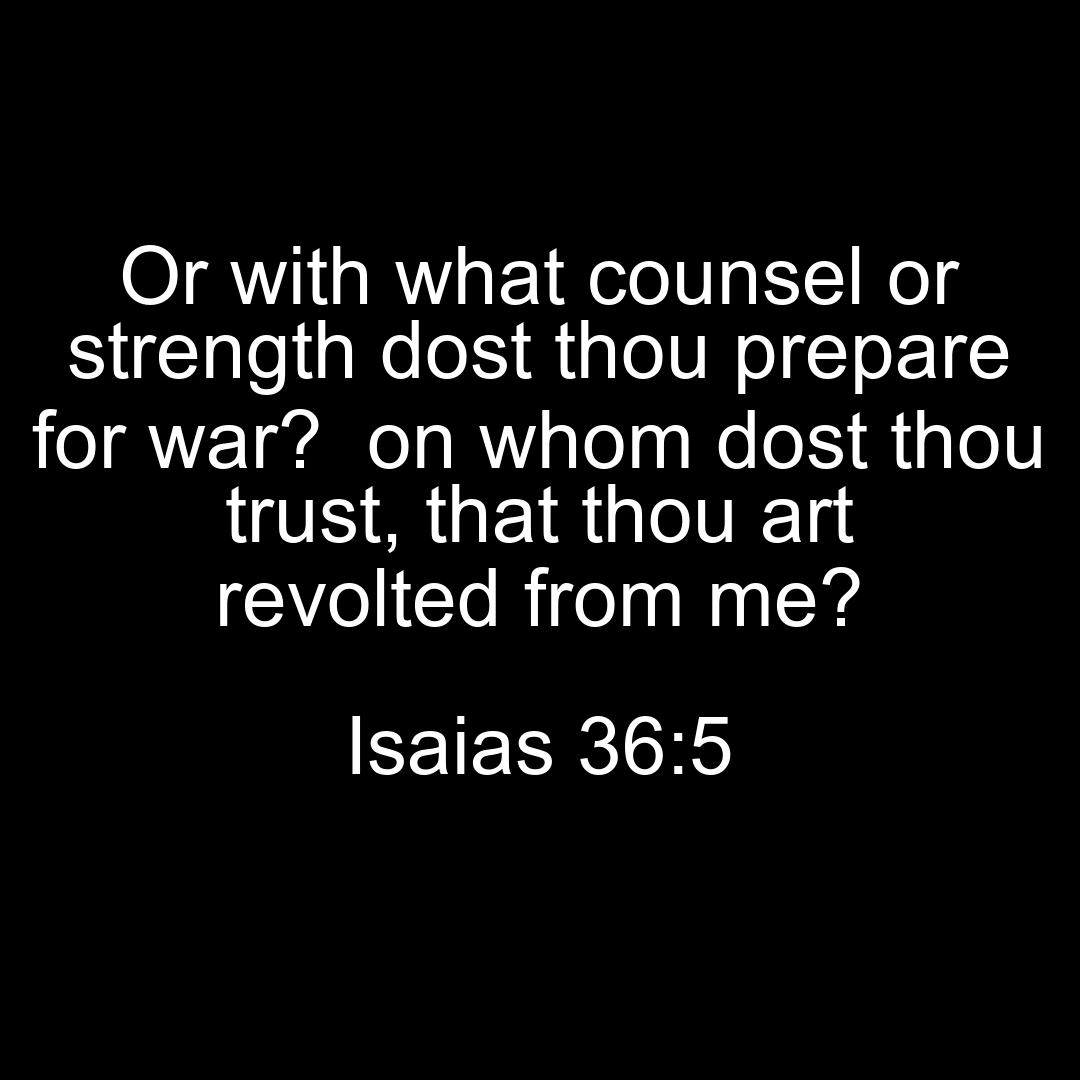 Or with what counsel or
strength dost thou prepare
for war?  on whom dost thou
trust, that thou art
revolted from me?
Isaias 36:5